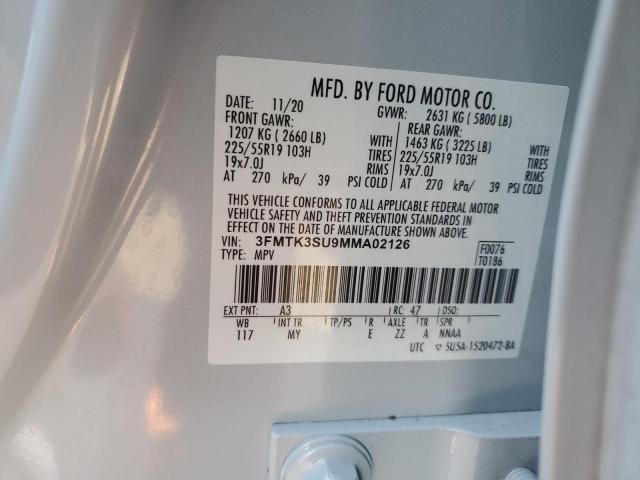 MFD. BY FORD MOTOR CO.
DATE: 11/20 GVWR: 2631 KG ( 5800 LB)
FRONT GAWR: REAR GAWR:
1207 KG ( 2660 LB) WITH 1463 KG ( 3225 LB) WITH
225/55R19 103H TIRES 225/55R19 103H TIRES
19x7.0J RIMS 19x7.0J RIMS
AT 270 kPa/ 39 PSI COLD AT 270 kPa/ 39 PSI COLD
THIS VEHICLE CONFORMS TO ALL APPLICABLE FEDERAL MOTOR
VEHICLE SAFETY AND THEFT PREVENTION STANDARDS IN
EFFECT ON THE DATE OF MANUFACTURE SHOWN ABOVE.
VIN: 3FMTK3SU9MMA02126 F0076
TYPE: MPV T0186
EXT PNT: A3 RC: 47 DSO:
WB INT TR TP/PS R AXLE TR SPR
117 MY E ZZ A NNAA
UTC ▽ 5U5A-1520472-BA